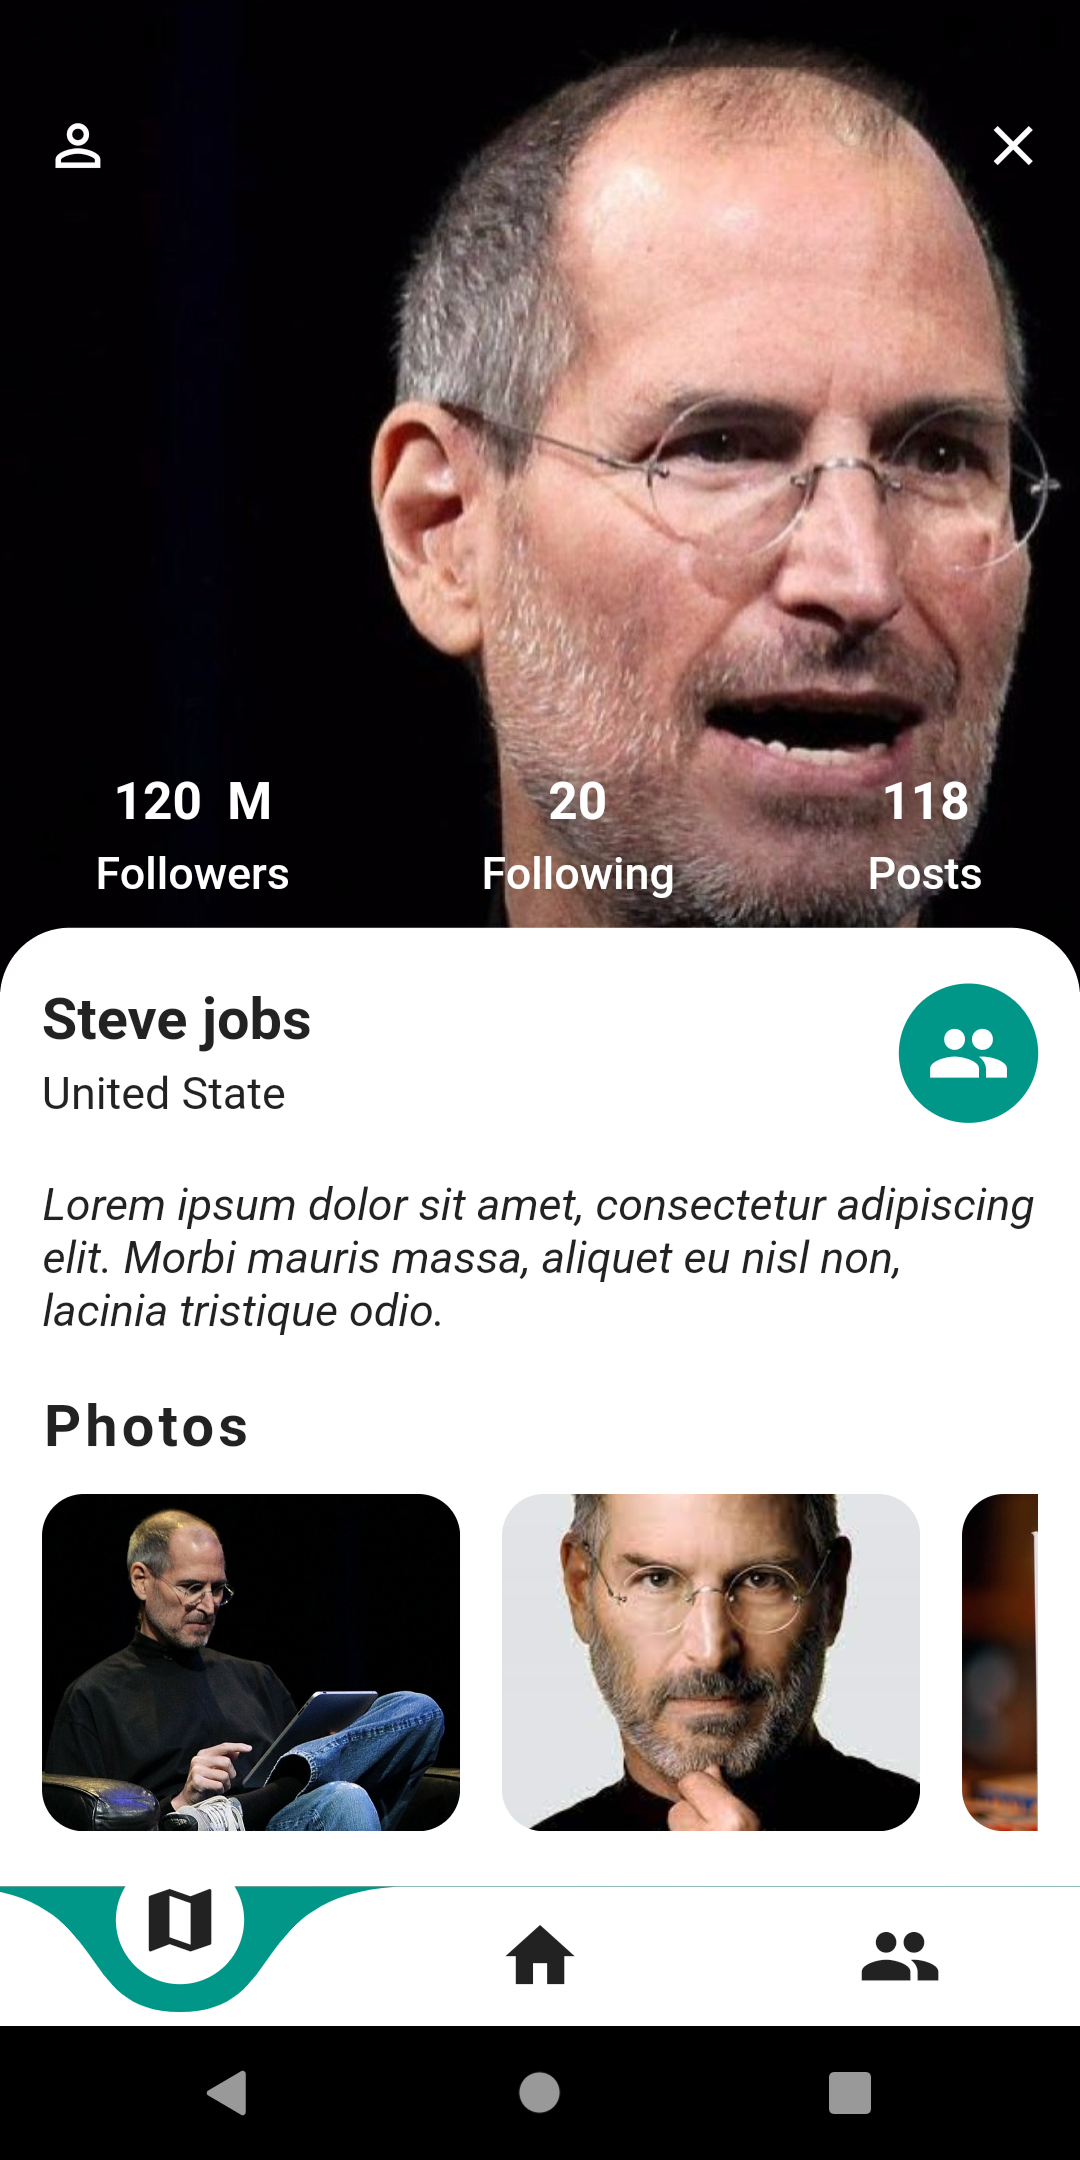 120 M 20 118
Followers Following Posts
Steve jobs
United State
Lorem ipsum dolor sit amet, consectetur adipiscing
elit. Morbi mauris massa, aliquet eu nisl non,
lacinia tristique odio.
Photos